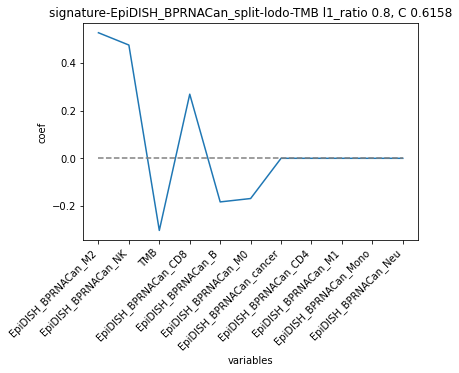 signature-EpiDISH_BPRNACan_split-lodo-TMB l1_ratio 0.8, C 0.6158
coef
0.4
0.2
0.0
−0.2
EpiDISH_BPRNACan_M2
EpiDISH_BPRNACan_NK
TMB
EpiDISH_BPRNACan_CD8
EpiDISH_BPRNACan_B
EpiDISH_BPRNACan_M0
EpiDISH_BPRNACan_cancer
EpiDISH_BPRNACan_CD4
EpiDISH_BPRNACan_M1
EpiDISH_BPRNACan_Mono
EpiDISH_BPRNACan_Neu
variables